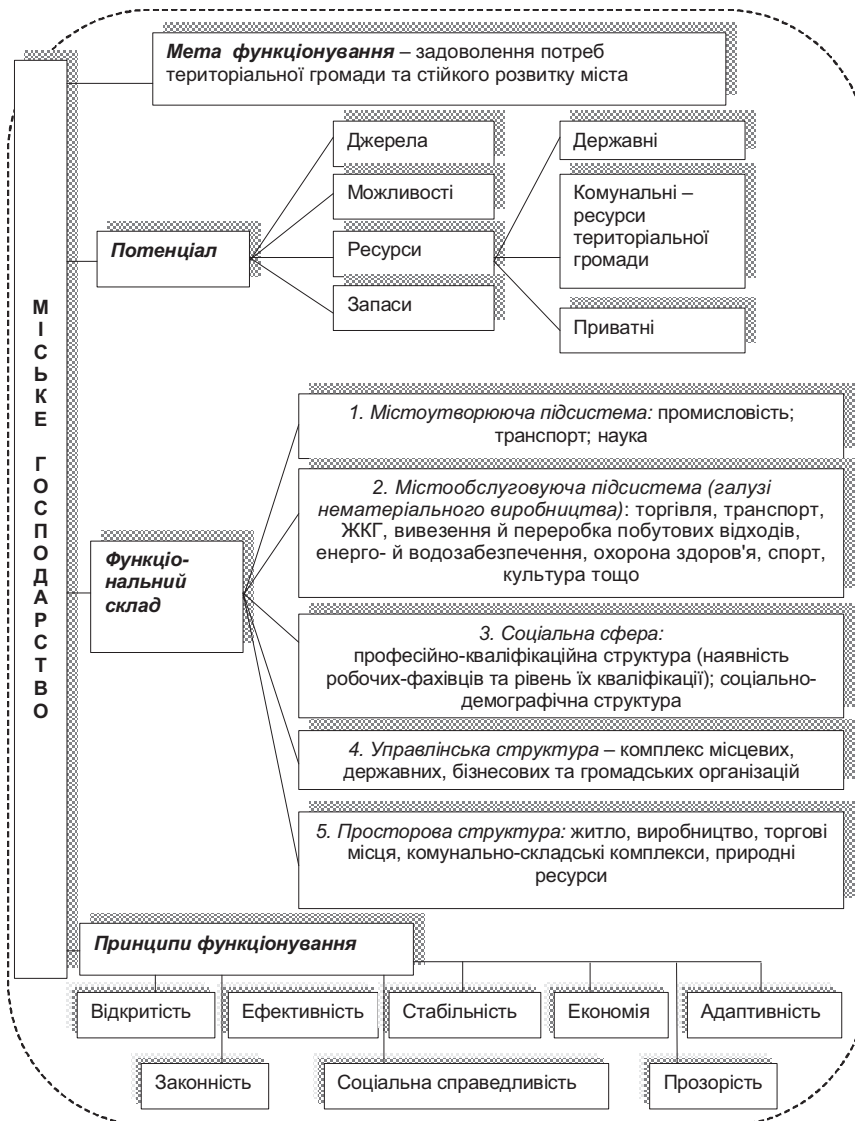 Мета функціонування – задоволення потреб
територіальної громади та стійкого розвитку міста
МІСЬКЕ ГОСПОДАРСТВО
Потенціал
Джерела
Можливості
Ресурси
Запаси
Державні
Комунальні –
ресурси
територіальної
громади
Приватні
Функціо-
нальний
склад
1. Містоутворююча підсистема: промисловість;
транспорт; наука
2. Містообслуговуюча підсистема (галузі
нематеріального виробництва): торгівля, транспорт,
ЖКГ, вивезення й переробка побутових відходів,
енерго- й водозабезпечення, охорона здоров'я, спорт,
культура тощо
3. Соціальна сфера:
професійно-кваліфікаційна структура (наявність
робочих-фахівців та рівень їх кваліфікації); соціально-
демографічна структура
4. Управлінська структура – комплекс місцевих,
державних, бізнесових та громадських організацій
5. Просторова структура: житло, виробництво, торгові
місця, комунально-складські комплекси, природні
ресурси
Принципи функціонування
Відкритість
Ефективність
Стабільність
Економія
Адаптивність
Законність
Соціальна справедливість
Прозорість